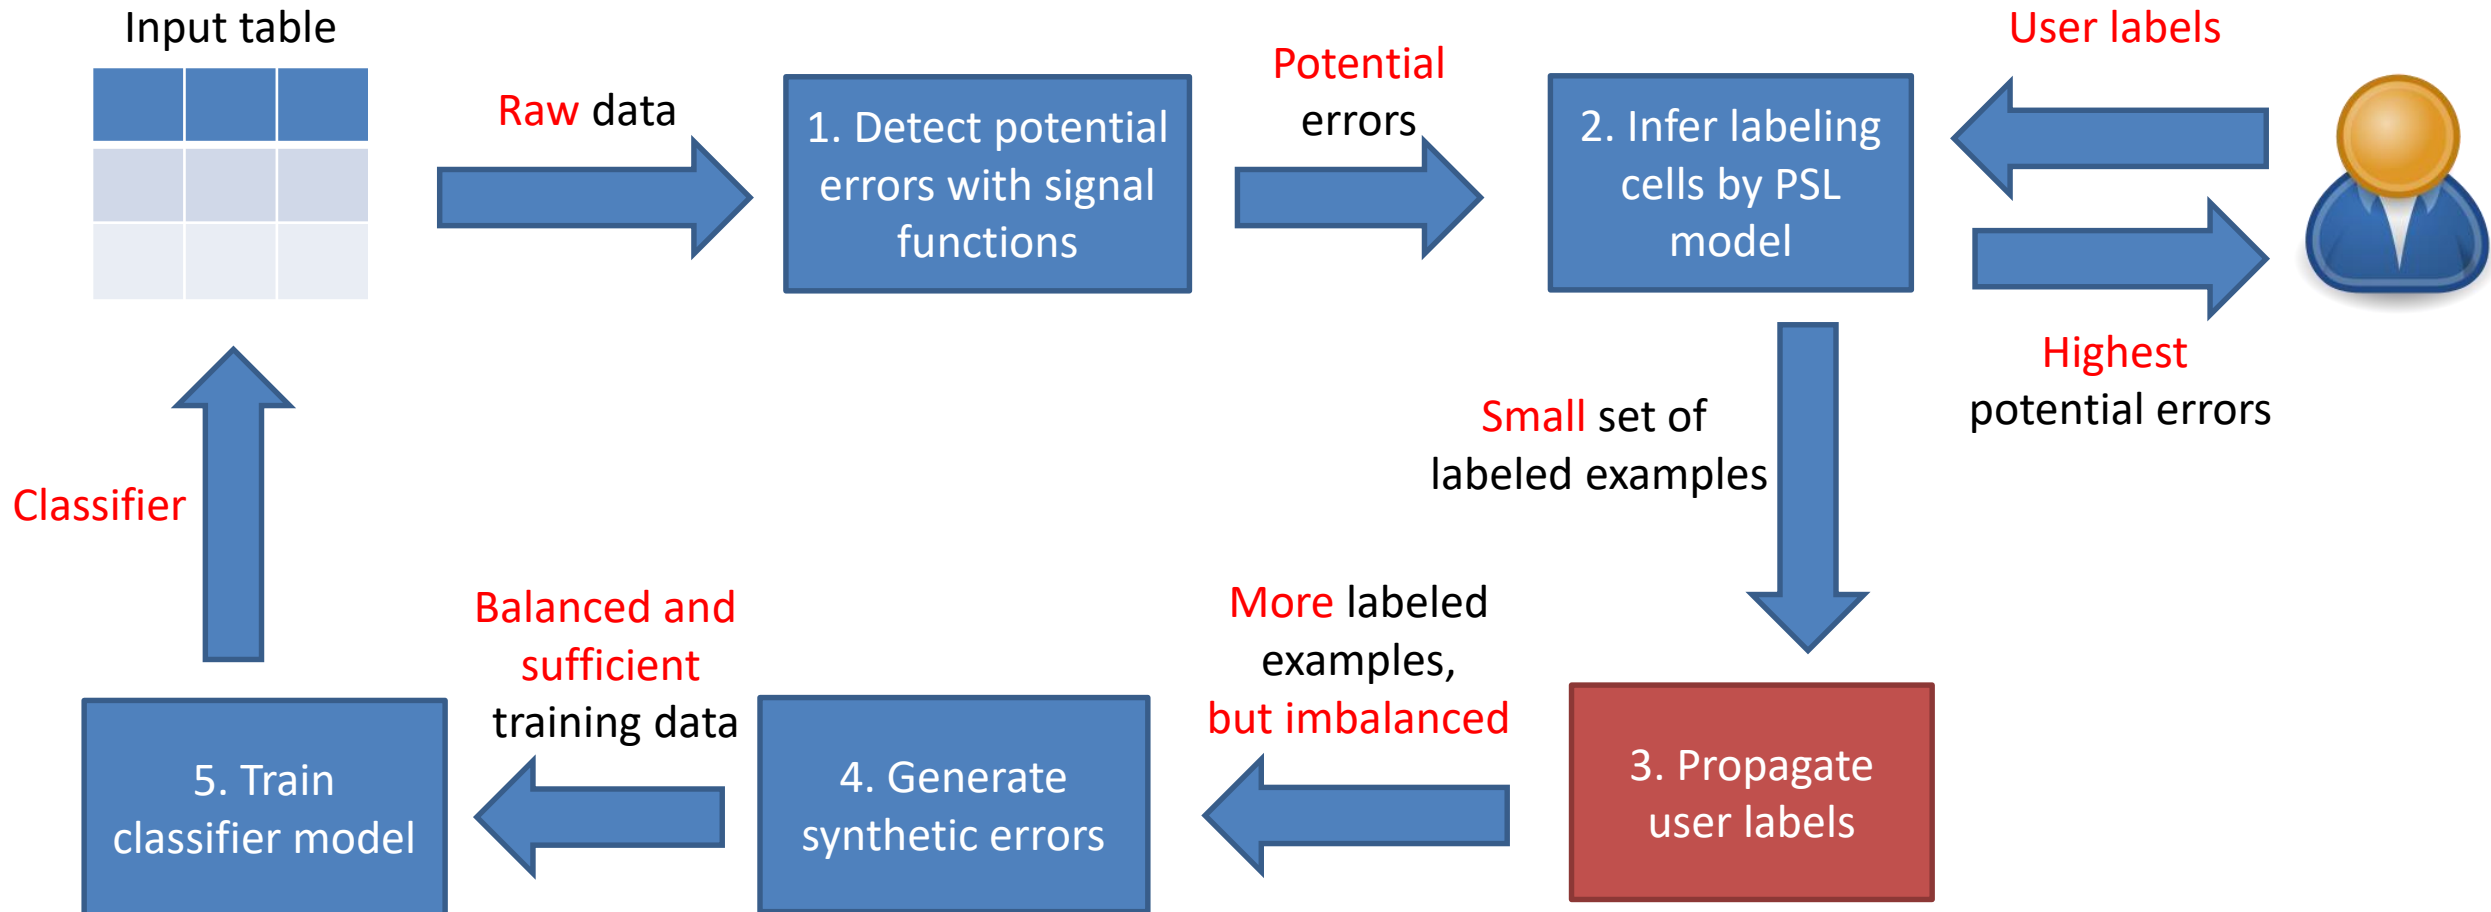 Input table
Raw data
1. Detect potential
errors with signal
functions
Potential
errors
2. Infer labeling
cells by PSL
model
User labels
Highest
potential errors
Small set of
labeled examples
3. Propagate
user labels
More labeled
examples,
but imbalanced
4. Generate
synthetic errors
Balanced and
sufficient
training data
5. Train
classifier model
Classifier